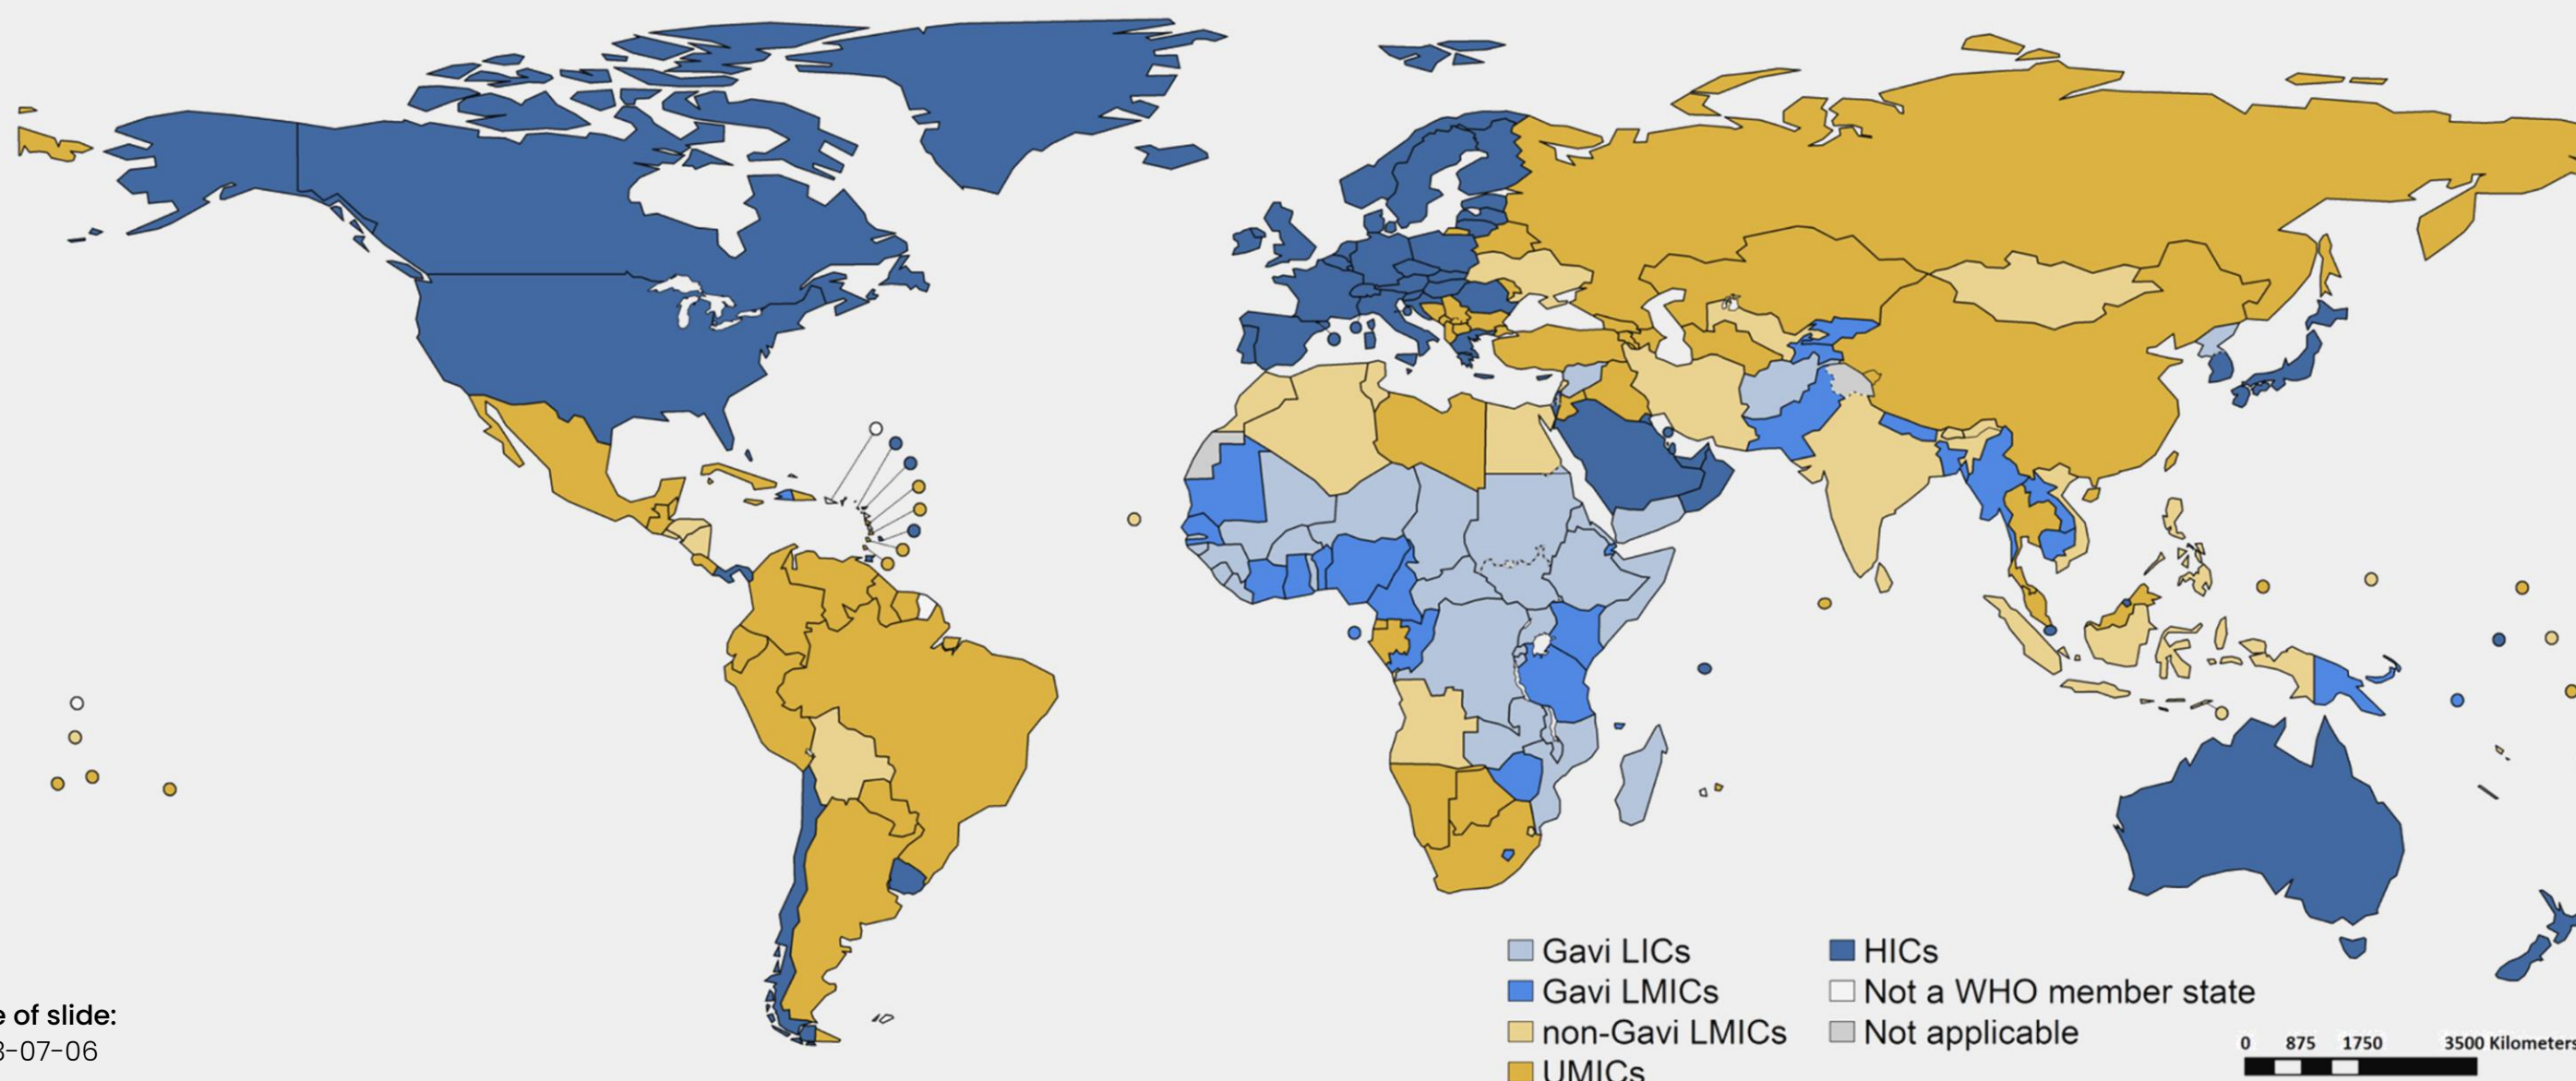 Gavi LICs
Gavi LMICs
non-Gavi LMICs
UMICs
HICs
Not a WHO member state
Not applicable
of slide:
-07-06
0 875 1750 3500 Kilometers